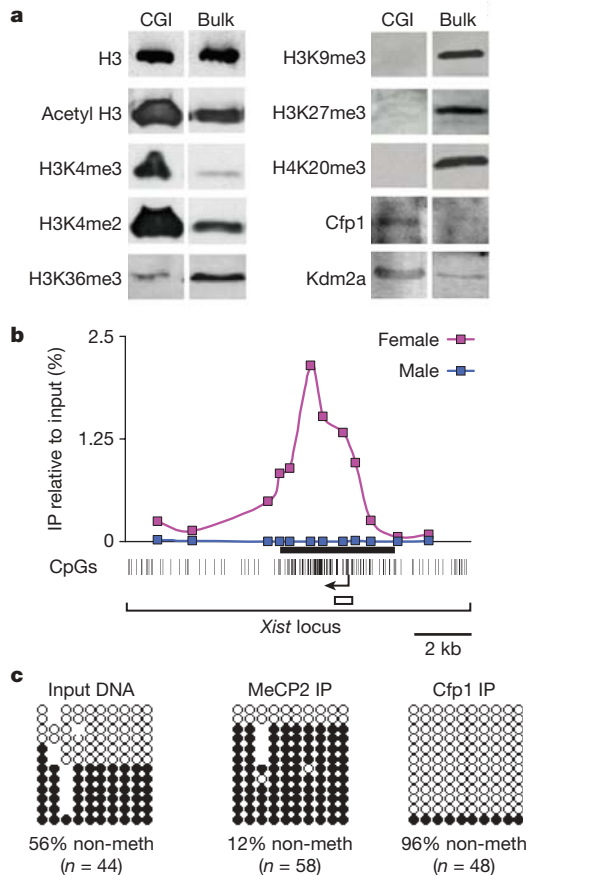 a
CGI Bulk
H3
Acetyl H3
H3K4me3
H3K4me2
H3K36me3
CGI Bulk
H3K9me3
H3K27me3
H4K20me3
Cfp1
Kdm2a
b
IP relative to input (%)
2.5
1.25
0
Female
Male
CpGs
Xist locus
2 kb
c
Input DNA
56% non-meth
(n = 44)
MeCP2 IP
12% non-meth
(n = 58)
Cfp1 IP
96% non-meth
(n = 48)